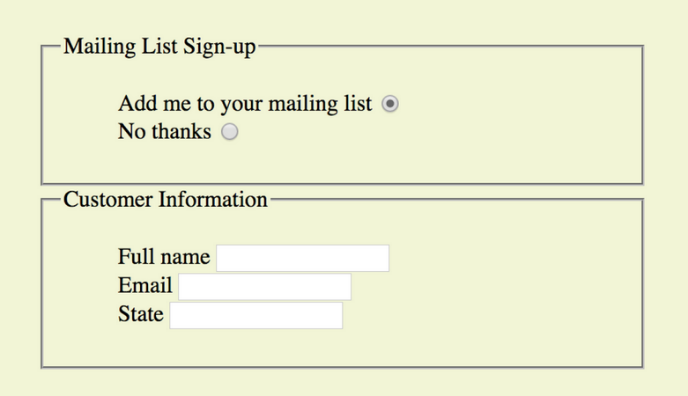 Mailing List Sign-up
Add me to your mailing list
No thanks
Customer Information
Full name
Email
State